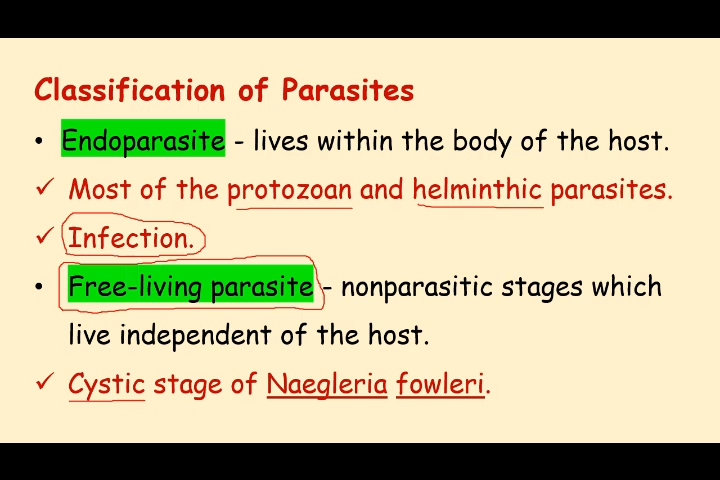 Classification of Parasites
• Endoparasite - lives within the body of the host.
✓ Most of the protozoan and helminthic parasites.
✓ Infection.
• Free-living parasite - nonparasitic stages which
live independent of the host.
✓ Cystic stage of Naegleria fowleri.